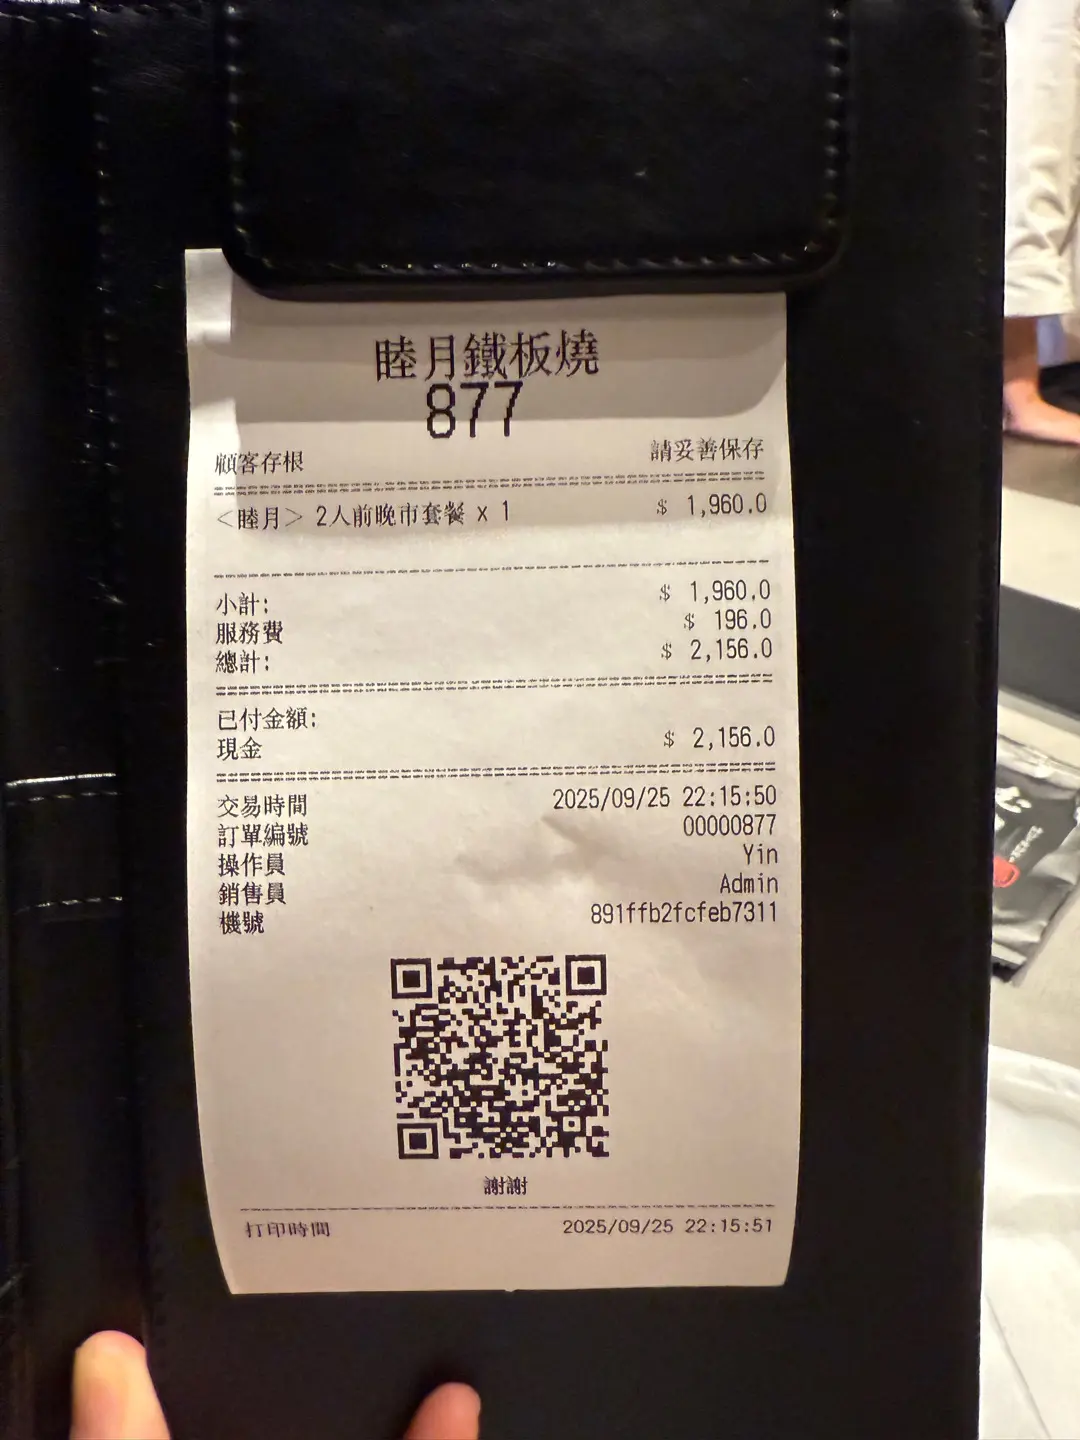 睦月鐵板燒
877
顧客存根 請妥善保存
<睦月> 2人前晚市套餐 x 1 $ 1,960.0
小計: $ 1,960.0
服務費 $ 196.0
總計: $ 2,156.0
已付金額:
現金 $ 2,156.0
交易時間 2025/09/25 22:15:50
訂單編號 00000877
操作員 Yin
銷售員 Admin
機號 891ffb2fcfeb7311
謝謝
打印時間 2025/09/25 22:15:51